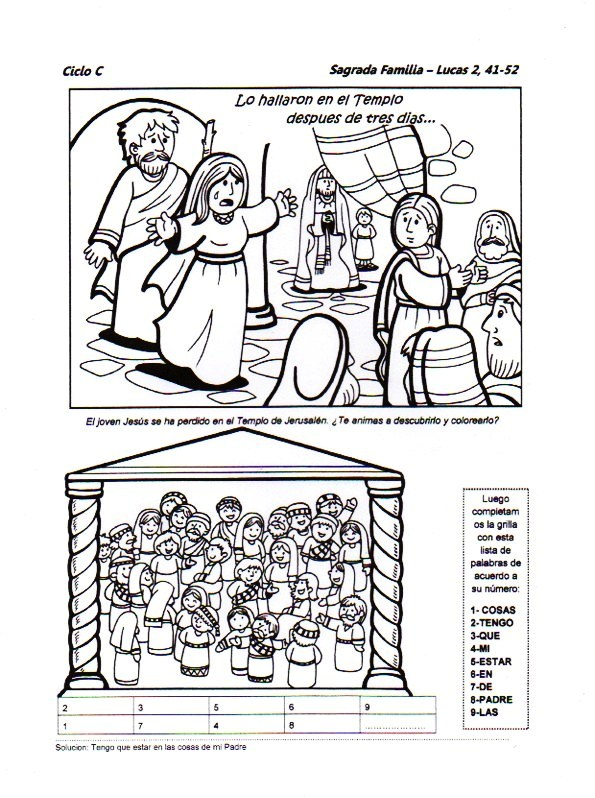 Ciclo C
Sagrada Familia – Lucas 2, 41-52
Lo hallaron en el Templo
despues de tres dias...
El joven Jesús se ha perdido en el Templo de Jerusalén. ¿Te animas a descubrirlo y colorearlo?
Luego
completam
os la grilla
con esta
lista de
palabras de
acuerdo a
su número:
1- COSAS
2-TENGO
3-QUE
4-MI
5-ESTAR
6-EN
7-DE
8-PADRE
9-LAS
2 3 5 6 9
1 7 4 8 ....................
Solucion: Tengo que estar en las cosas de mi Padre